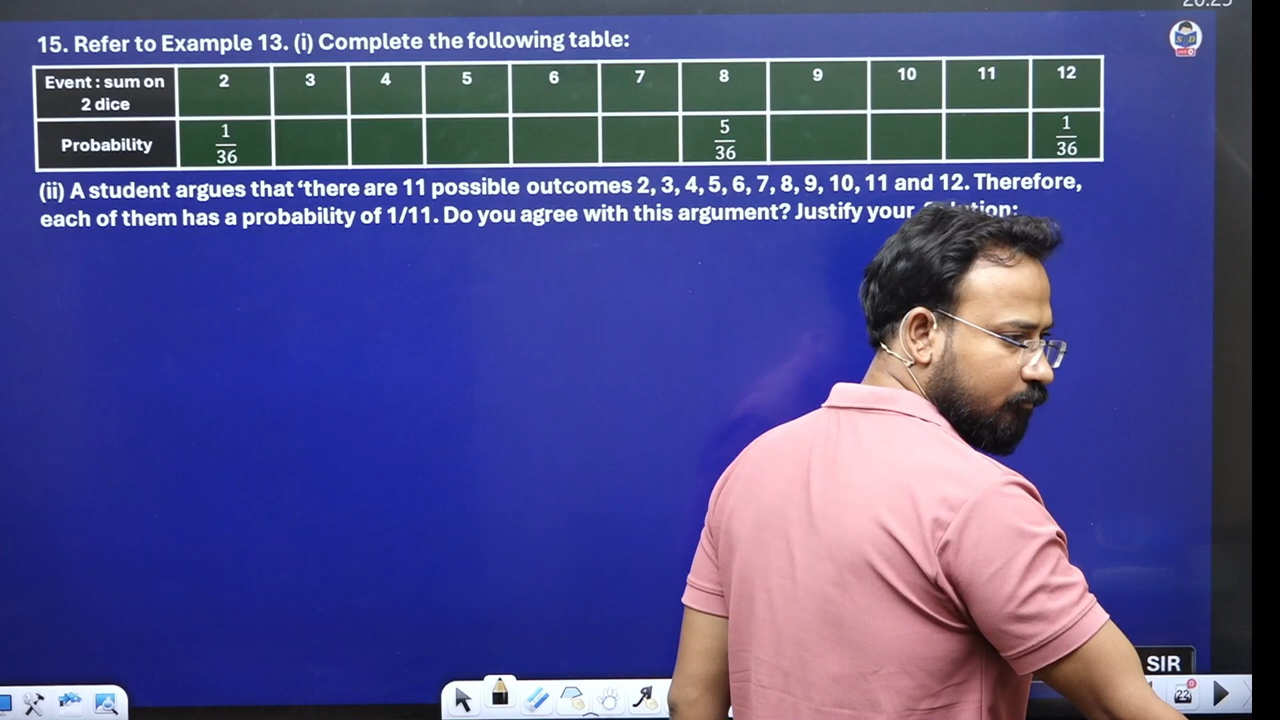 15. Refer to Example 13. (i) Complete the following table:
Event : sum on 2 3 4 5 6 7 8 9 10 11 12
2 dice
Probability 1/36 5/36 1/36
(ii) A student argues that ‘there are 11 possible outcomes 2, 3, 4, 5, 6, 7, 8, 9, 10, 11 and 12. Therefore,
each of them has a probability of 1/11. Do you agree with this argument? Justify your
SIR